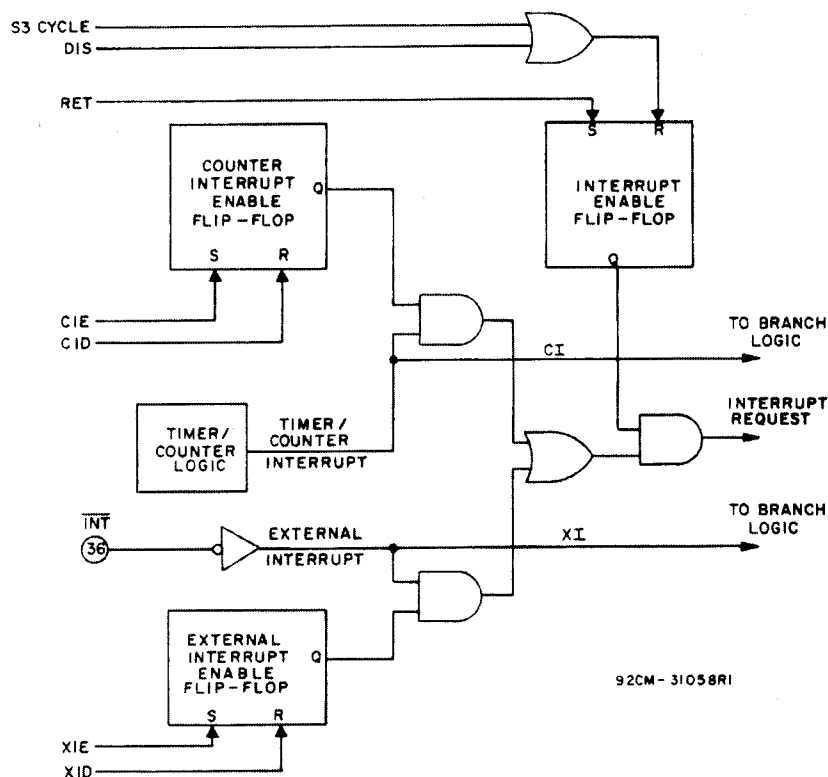 S3 CYCLE
DIS
RET
S R
INTERRUPT
ENABLE
FLIP-FLOP
Q
COUNTER
INTERRUPT
ENABLE
FLIP-FLOP
Q
S R
CIE
CID
CI
TO BRANCH
LOGIC
TIMER/
COUNTER
LOGIC
TIMER/
COUNTER
INTERRUPT
INTERRUPT
REQUEST
INT
36
EXTERNAL
INTERRUPT
XI
TO BRANCH
LOGIC
EXTERNAL
INTERRUPT
ENABLE
FLIP-FLOP
Q
S R
XIE
XID
92CM-31058R1